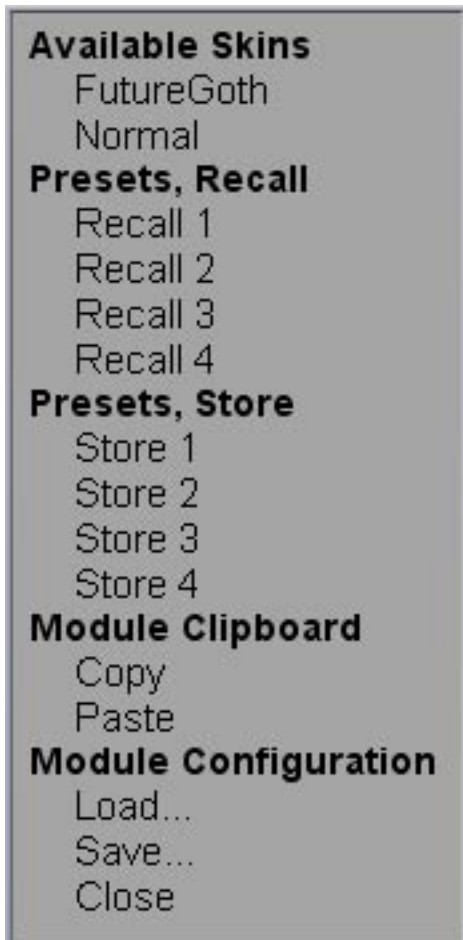 Available Skins
FutureGoth
Normal
Presets, Recall
Recall 1
Recall 2
Recall 3
Recall 4
Presets, Store
Store 1
Store 2
Store 3
Store 4
Module Clipboard
Copy
Paste
Module Configuration
Load...
Save...
Close